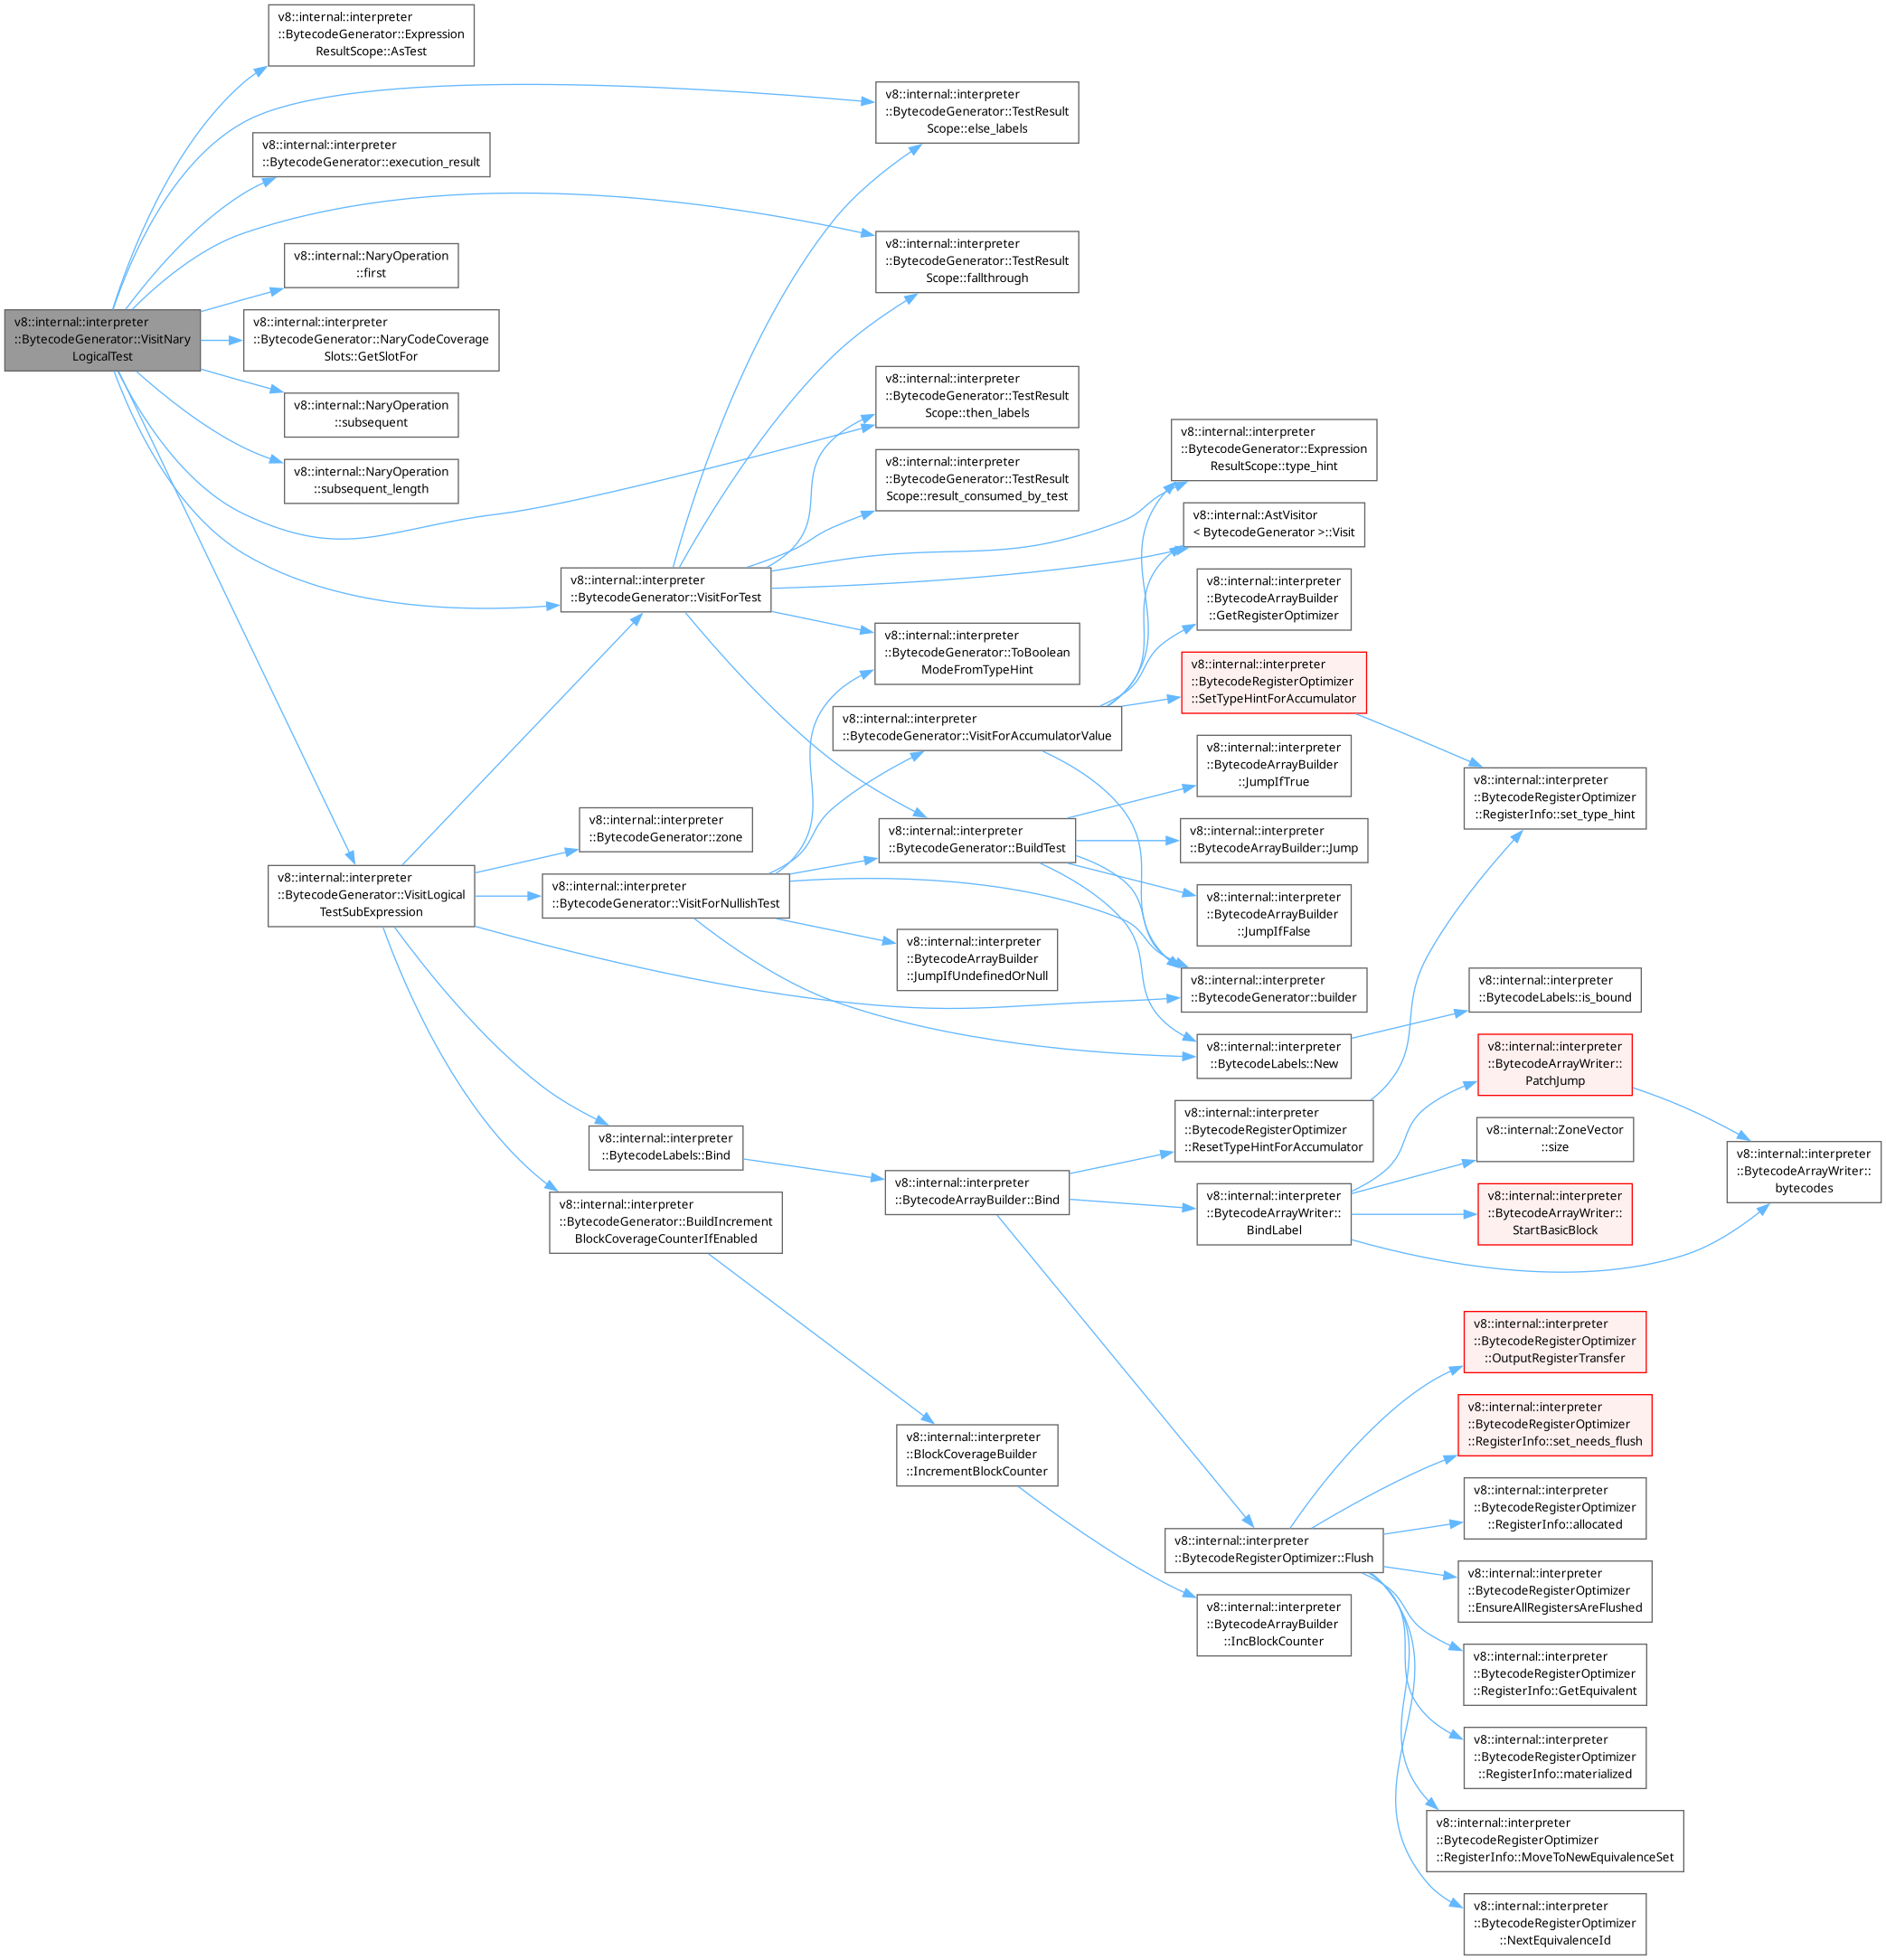 v8::internal::interpreter
::BytecodeGenerator::VisitNary
LogicalTest
v8::internal::interpreter
::BytecodeGenerator::Expression
ResultScope::AsTest
v8::internal::interpreter
::BytecodeGenerator::execution_result
v8::internal::NaryOperation
::first
v8::internal::interpreter
::BytecodeGenerator::NaryCodeCoverage
Slots::GetSlotFor
v8::internal::NaryOperation
::subsequent
v8::internal::NaryOperation
::subsequent_length
v8::internal::interpreter
::BytecodeGenerator::VisitLogical
TestSubExpression
v8::internal::interpreter
::BytecodeGenerator::VisitForTest
v8::internal::interpreter
::BytecodeGenerator::zone
v8::internal::interpreter
::BytecodeGenerator::VisitForNullishTest
v8::internal::interpreter
::BytecodeLabels::Bind
v8::internal::interpreter
::BytecodeGenerator::BuildIncrement
BlockCoverageCounterIfEnabled
v8::internal::interpreter
::BytecodeGenerator::TestResult
Scope::else_labels
v8::internal::interpreter
::BytecodeGenerator::TestResult
Scope::fallthrough
v8::internal::interpreter
::BytecodeGenerator::TestResult
Scope::then_labels
v8::internal::interpreter
::BytecodeGenerator::TestResult
Scope::result_consumed_by_test
v8::internal::interpreter
::BytecodeGenerator::ToBoolean
ModeFromTypeHint
v8::internal::interpreter
::BytecodeGenerator::VisitForAccumulatorValue
v8::internal::interpreter
::BytecodeGenerator::BuildTest
v8::internal::interpreter
::BytecodeArrayBuilder
::JumpIfUndefinedOrNull
v8::internal::interpreter
::BytecodeArrayBuilder::Bind
v8::internal::interpreter
::BlockCoverageBuilder
::IncrementBlockCounter
v8::internal::interpreter
::BytecodeGenerator::Expression
ResultScope::type_hint
v8::internal::AstVisitor
< BytecodeGenerator >::Visit
v8::internal::interpreter
::BytecodeArrayBuilder
::GetRegisterOptimizer
v8::internal::interpreter
::BytecodeRegisterOptimizer
::SetTypeHintForAccumulator
v8::internal::interpreter
::BytecodeArrayBuilder
::JumpIfTrue
v8::internal::interpreter
::BytecodeArrayBuilder::Jump
v8::internal::interpreter
::BytecodeArrayBuilder
::JumpIfFalse
v8::internal::interpreter
::BytecodeGenerator::builder
v8::internal::interpreter
::BytecodeLabels::New
v8::internal::interpreter
::BytecodeRegisterOptimizer
::ResetTypeHintForAccumulator
v8::internal::interpreter
::BytecodeArrayWriter::
BindLabel
v8::internal::interpreter
::BytecodeRegisterOptimizer::Flush
v8::internal::interpreter
::BytecodeArrayBuilder
::IncBlockCounter
v8::internal::interpreter
::BytecodeRegisterOptimizer
::RegisterInfo::set_type_hint
v8::internal::interpreter
::BytecodeLabels::is_bound
v8::internal::interpreter
::BytecodeArrayWriter::
PatchJump
v8::internal::ZoneVector
::size
v8::internal::interpreter
::BytecodeArrayWriter::
StartBasicBlock
v8::internal::interpreter
::BytecodeArrayWriter::
bytecodes
v8::internal::interpreter
::BytecodeRegisterOptimizer
::OutputRegisterTransfer
v8::internal::interpreter
::BytecodeRegisterOptimizer
::RegisterInfo::set_needs_flush
v8::internal::interpreter
::BytecodeRegisterOptimizer
::RegisterInfo::allocated
v8::internal::interpreter
::BytecodeRegisterOptimizer
::EnsureAllRegistersAreFlushed
v8::internal::interpreter
::BytecodeRegisterOptimizer
::RegisterInfo::GetEquivalent
v8::internal::interpreter
::BytecodeRegisterOptimizer
::RegisterInfo::materialized
v8::internal::interpreter
::BytecodeRegisterOptimizer
::RegisterInfo::MoveToNewEquivalenceSet
v8::internal::interpreter
::BytecodeRegisterOptimizer
::NextEquivalenceId